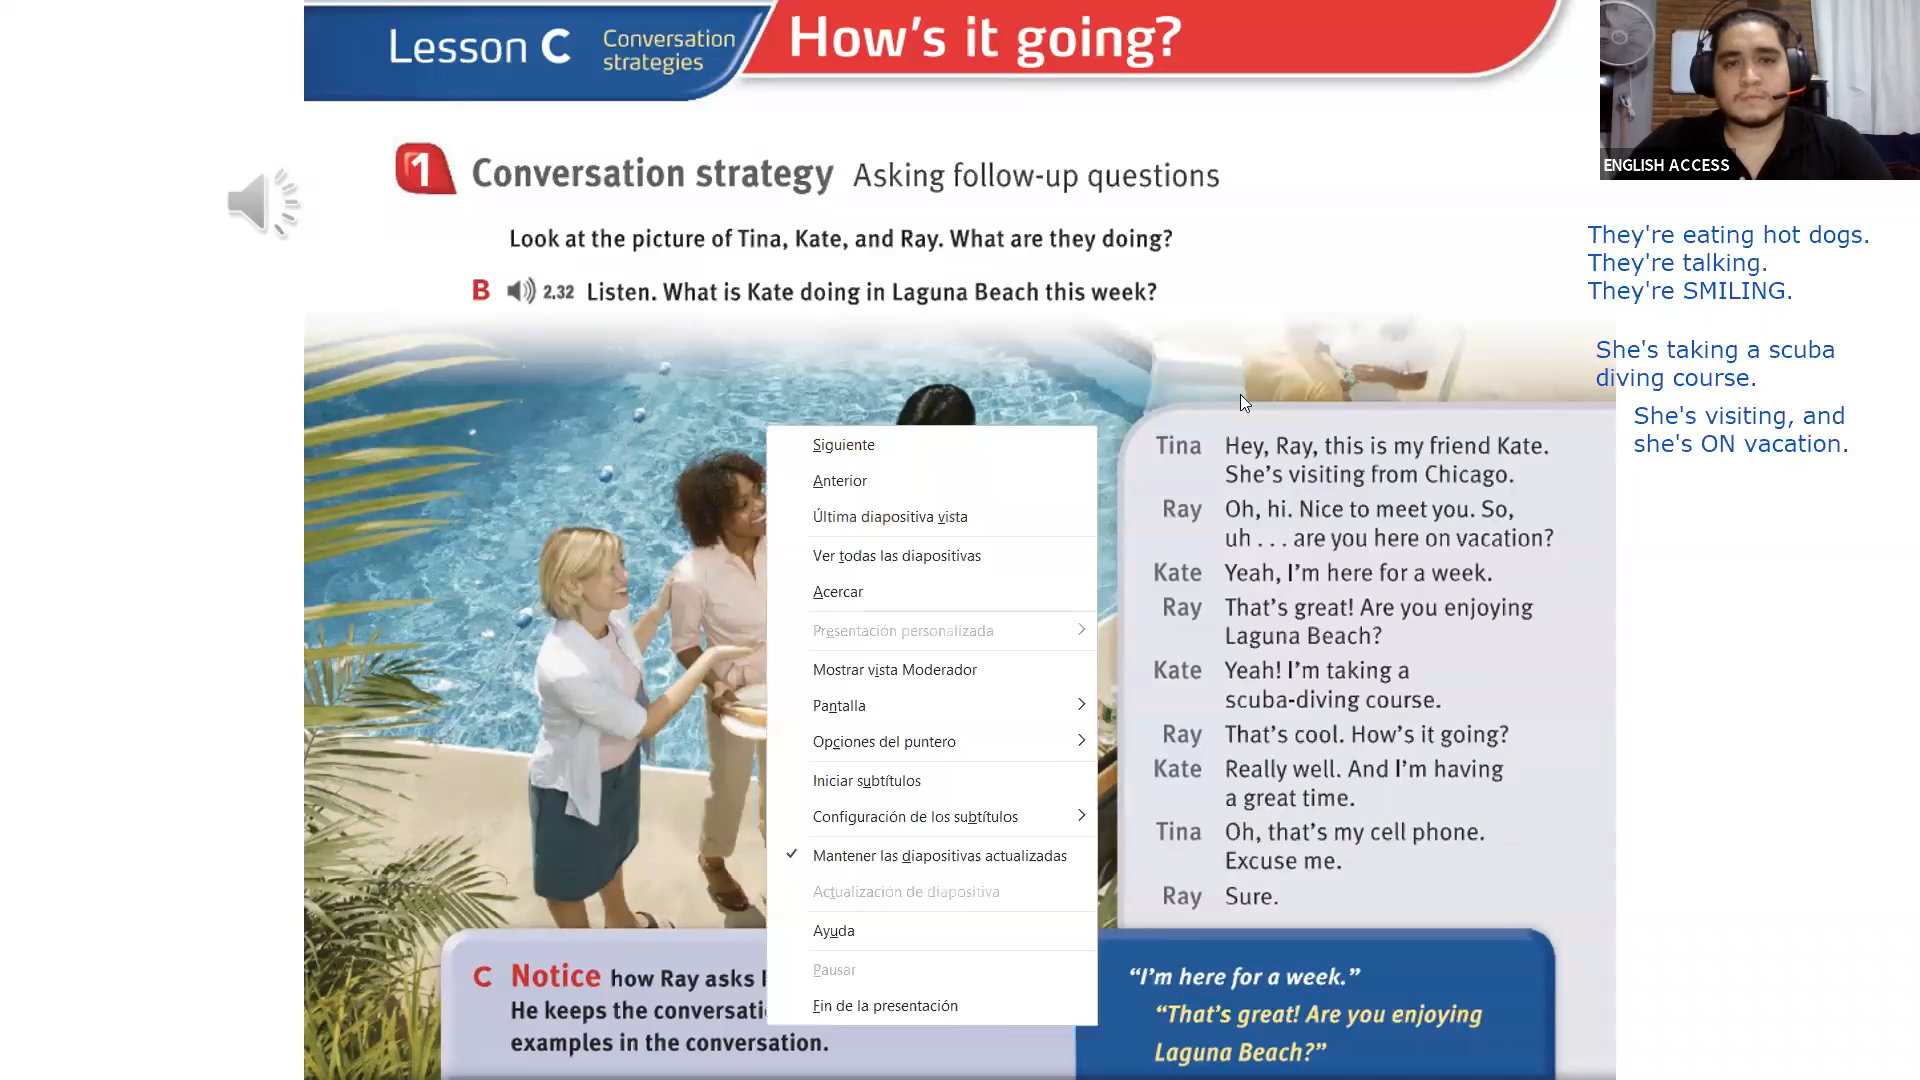 Lesson C
Conversation
strategies
How's it going?
1 Conversation strategy Asking follow-up questions
Look at the picture of Tina, Kate, and Ray. What are they doing?
B 2.32 Listen. What is Kate doing in Laguna Beach this week?
ENGLISH ACCESS
They're eating hot dogs.
They're talking.
They're SMILING.
She's taking a scuba
diving course.
She's visiting, and
she's ON vacation.
Siguiente
Anterior
Última diapositiva vista
Ver todas las diapositivas
Acercar
Presentación personalizada
Mostrar vista Moderador
Pantalla
Opciones del puntero
Iniciar subtítulos
Configuración de los subtítulos
Mantener las diapositivas actualizadas
Actualización de diapositiva
Ayuda
Pausar
Fin de la presentación
Tina Hey, Ray, this is my friend Kate.
She's visiting from Chicago.
Ray Oh, hi. Nice to meet you. So,
uh . . . are you here on vacation?
Kate Yeah, I'm here for a week.
Ray That's great! Are you enjoying
Laguna Beach?
Kate Yeah! I'm taking a
scuba-diving course.
Ray That's cool. How's it going?
Kate Really well. And I'm having
a great time.
Tina Oh, that's my cell phone.
Excuse me.
Ray Sure.
C Notice how Ray asks
He keeps the
examples in the conversation.
“I'm here for a week.”
“That's great! Are you enjoying
Laguna Beach?”